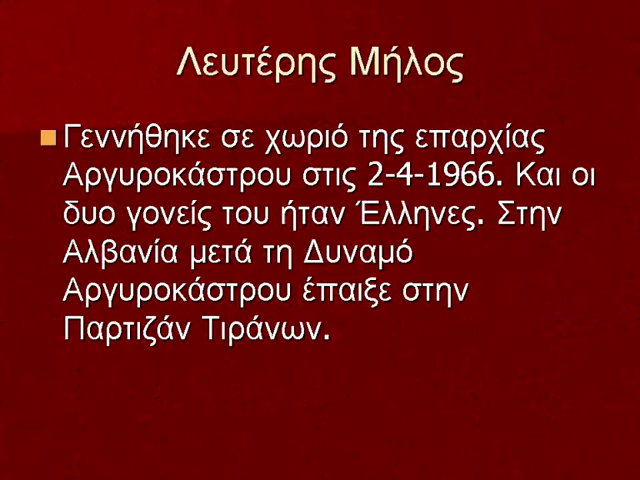 Λευτέρης Μήλος
Γεννήθηκε σε χωριό της επαρχίας
Αργυροκάστρου στις 2-4-1966. Και οι
δυο γονείς του ήταν Έλληνες. Στην
Αλβανία μετά τη Δυναμό
Αργυροκάστρου έπαιξε στην
Παρτιζάν Τιράνων.